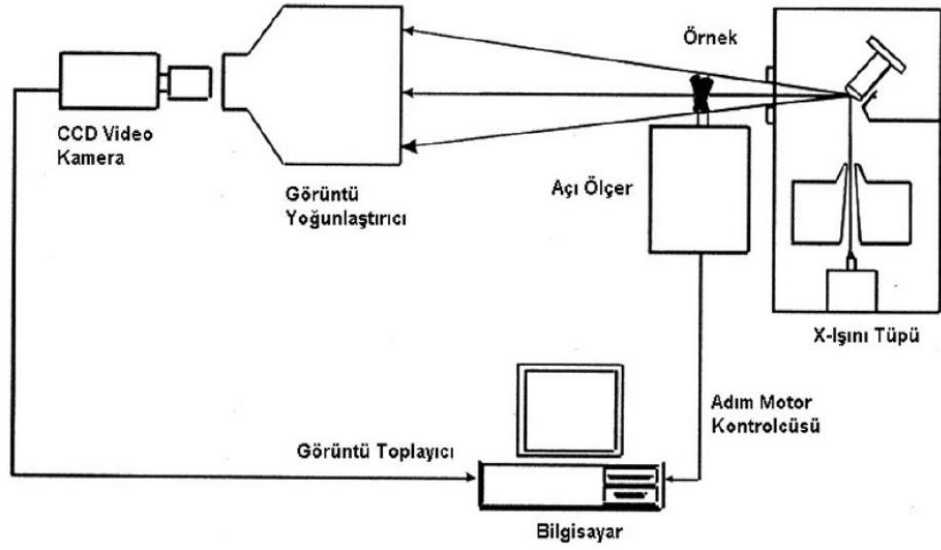 Örnek
CCD Video
Kamera
Görüntü
Yoğunlaştırıcı
Açı Ölçer
X-Işını Tüpü
Adım Motor
Kontrolcüsü
Görüntü Toplayıcı
Bilgisayar